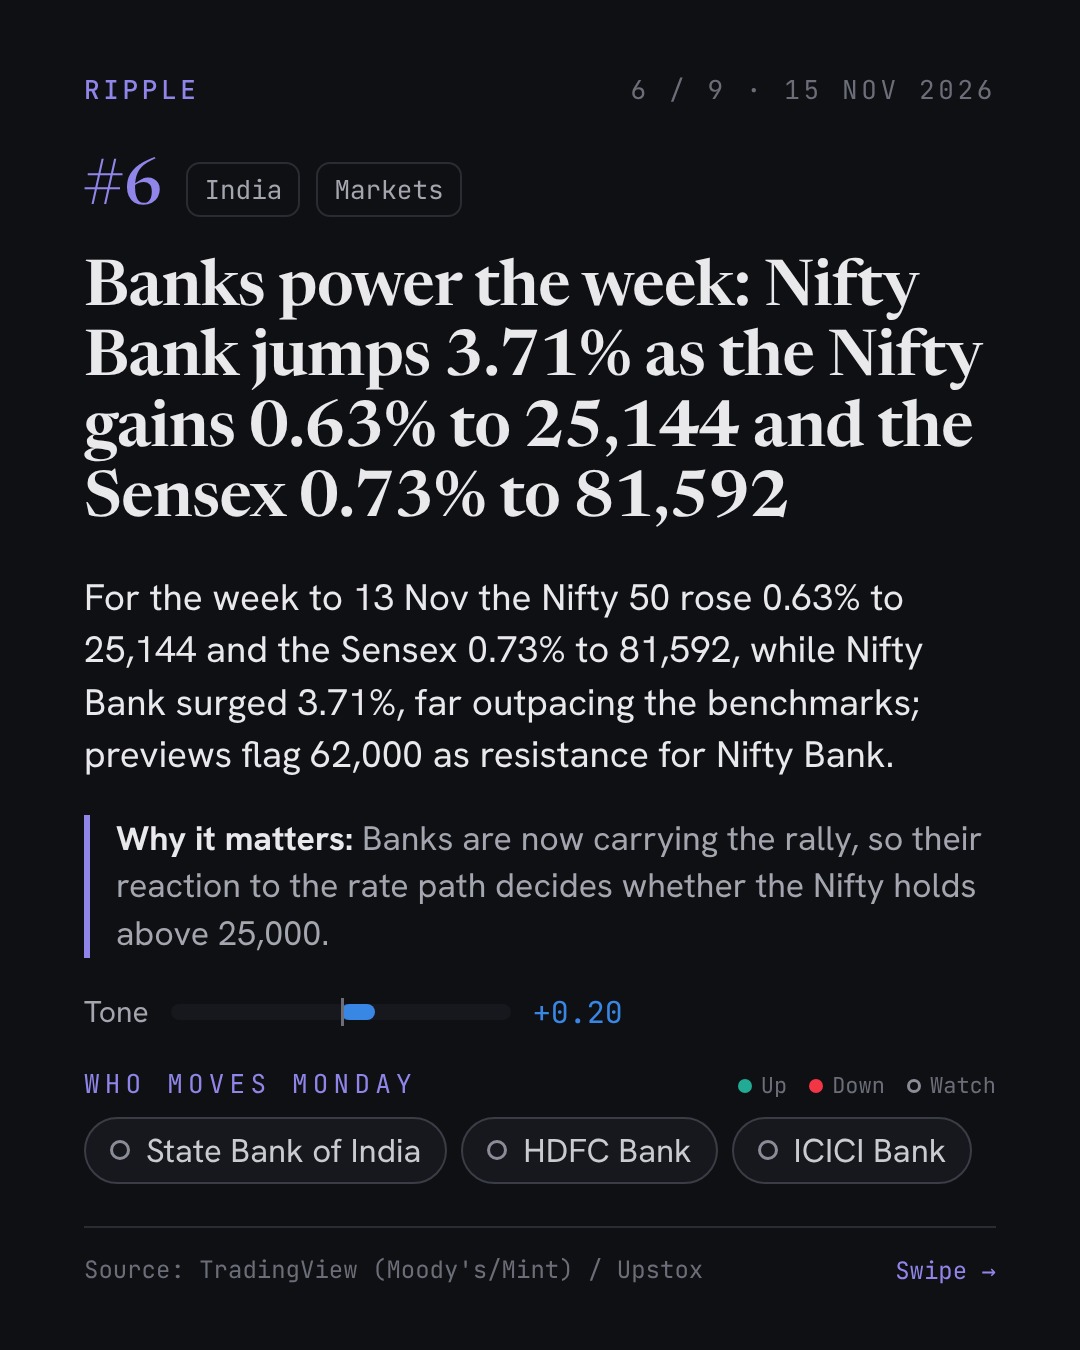 RIPPLE
6 / 9 · 15 NOV 2026
#6 India Markets
Banks power the week: Nifty
Bank jumps 3.71% as the Nifty
gains 0.63% to 25,144 and the
Sensex 0.73% to 81,592
For the week to 13 Nov the Nifty 50 rose 0.63% to
25,144 and the Sensex 0.73% to 81,592, while Nifty
Bank surged 3.71%, far outpacing the benchmarks;
previews flag 62,000 as resistance for Nifty Bank.
Why it matters: Banks are now carrying the rally, so their
reaction to the rate path decides whether the Nifty holds
above 25,000.
Tone +0.20
WHO MOVES MONDAY
Up Down Watch
State Bank of India HDFC Bank ICICI Bank
Source: TradingView (Moody's/Mint) / Upstox
Swipe →